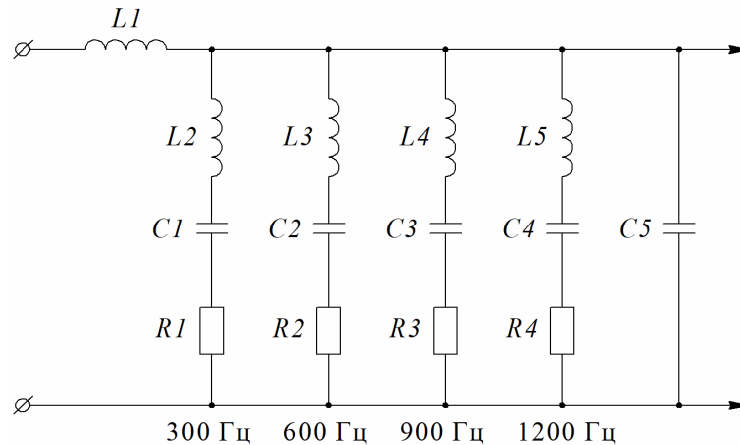 L1
L2 L3 L4 L5
C1 C2 C3 C4 C5
R1 R2 R3 R4
300 Гц 600 Гц 900 Гц 1200 Гц